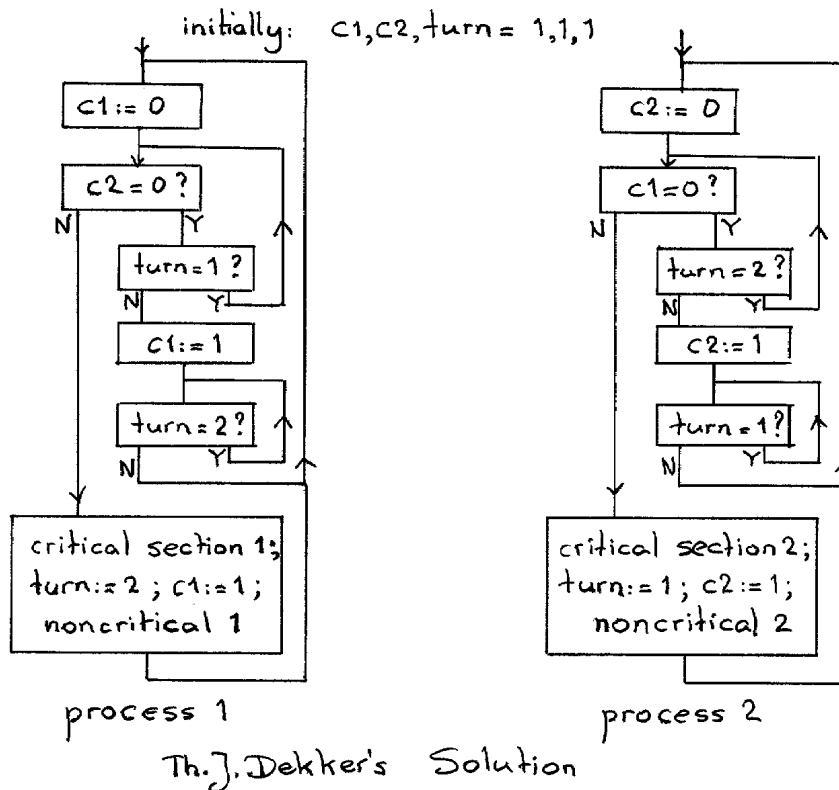 initially: c1,c2,turn = 1,1,1
c1:= 0
c2 = 0?
N
Y
turn=1?
N
Y
c1:= 1
turn=2?
N
Y
critical section 1;
turn:= 2 ; c1:= 1;
noncritical 1
process 1
c2:= 0
c1=0?
N
Y
turn=2?
N
Y
c2:= 1
turn=1?
N
Y
critical section 2;
turn:= 1; c2:= 1;
noncritical 2
process 2
Th.J. Dekker's Solution